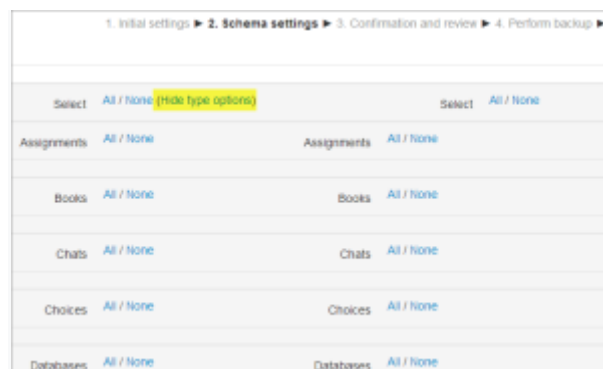 1. Initial settings ► 2. Schema settings ► 3. Confirmation and review ► 4. Perform backup ►
Select All / None (Hide type options) Select All / None
Assignments All / None Assignments All / None
Books All / None Books All / None
Chats All / None Chats All / None
Choices All / None Choices All / None
Databases All / None Databases All / None